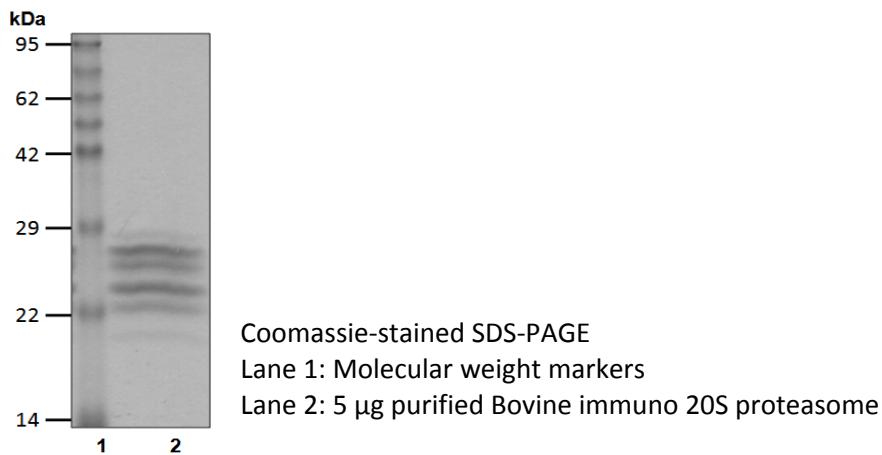 kDa
95
62
42
29
22
14
1 2
Coomassie-stained SDS-PAGE
Lane 1: Molecular weight markers
Lane 2: 5 µg purified Bovine immuno 20S proteasome